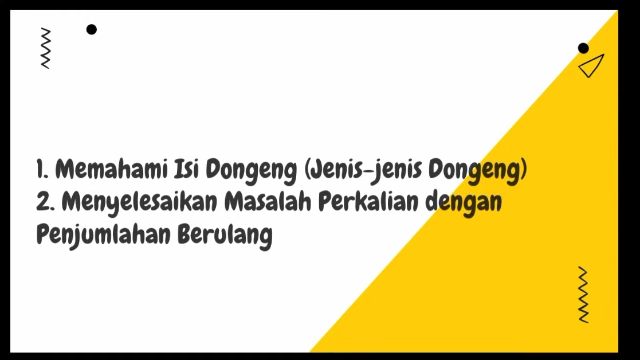 1. Memahami Isi Dongeng (Jenis-jenis Dongeng)
2. Menyelesaikan Masalah Perkalian dengan
Penjumlahan Berulang